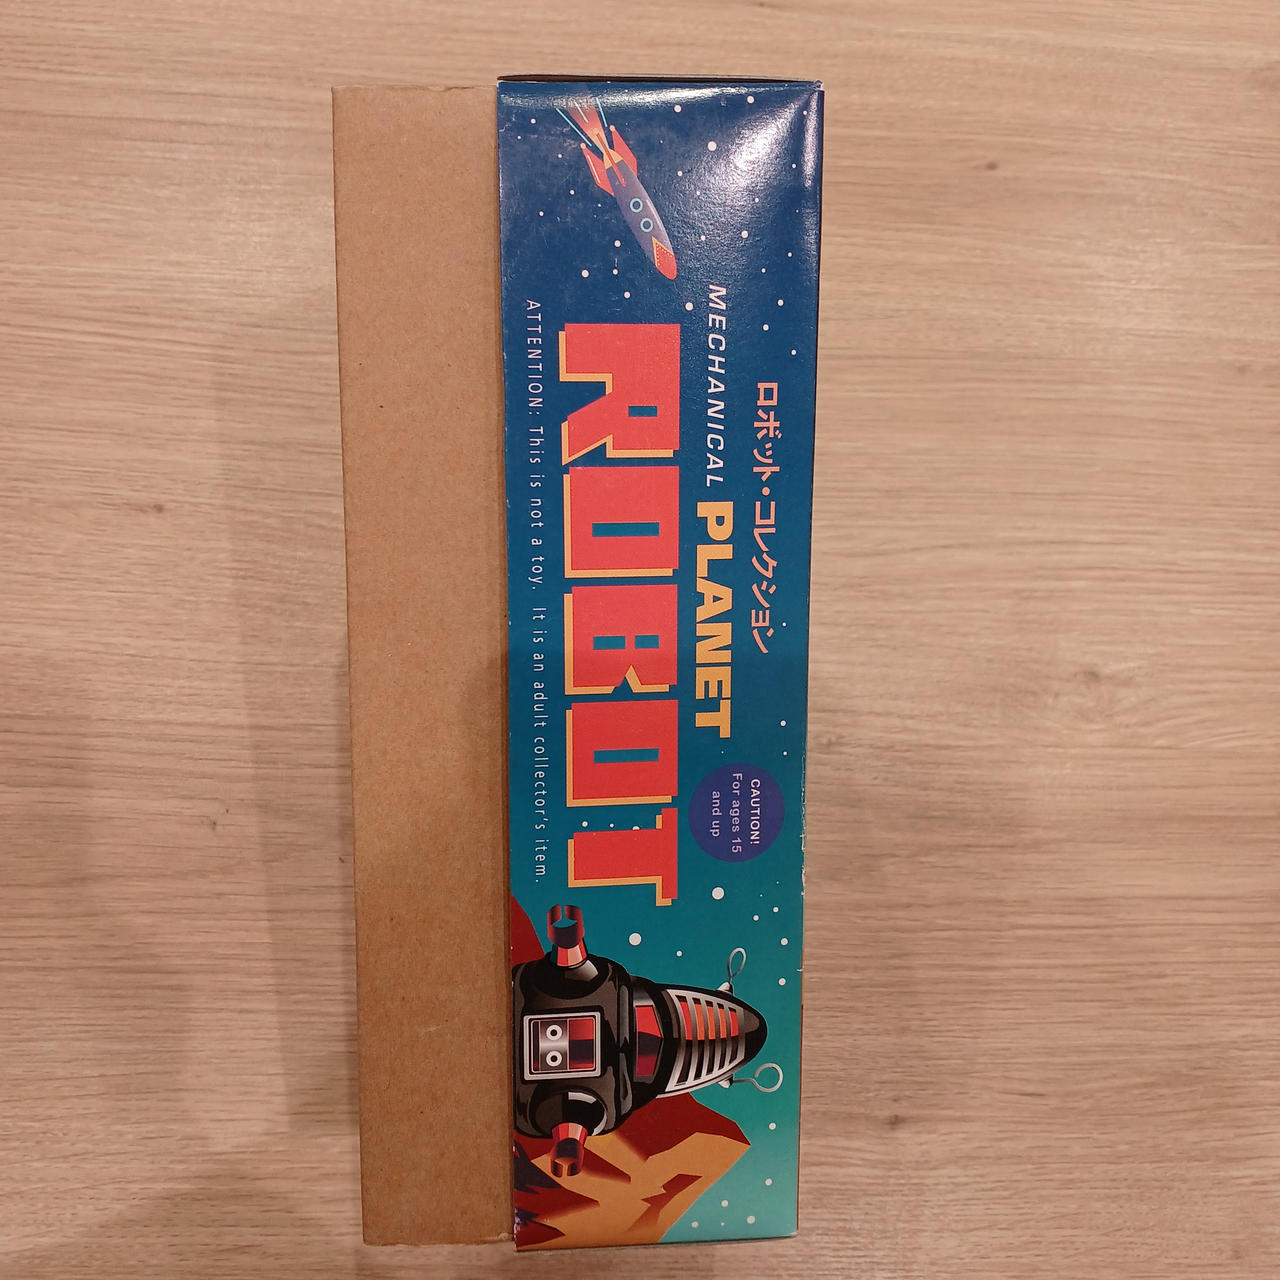 ロボット・コレクション
MECHANICAL PLANET
ROBOT
ATTENTION: This is not a toy. It is an adult collector's item.
CAUTION!
For ages 15
and up